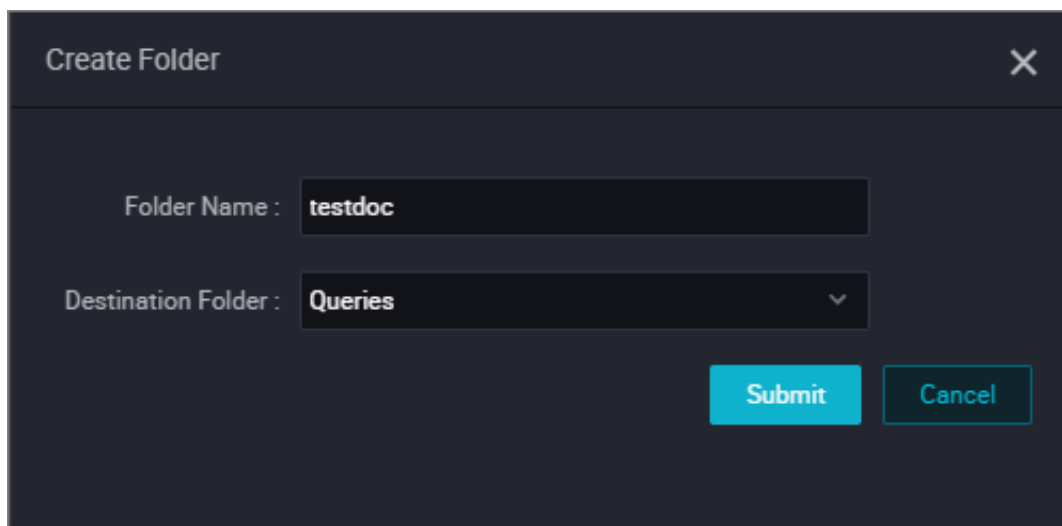 Create Folder
Folder Name : testdoc
Destination Folder : Queries
Submit Cancel